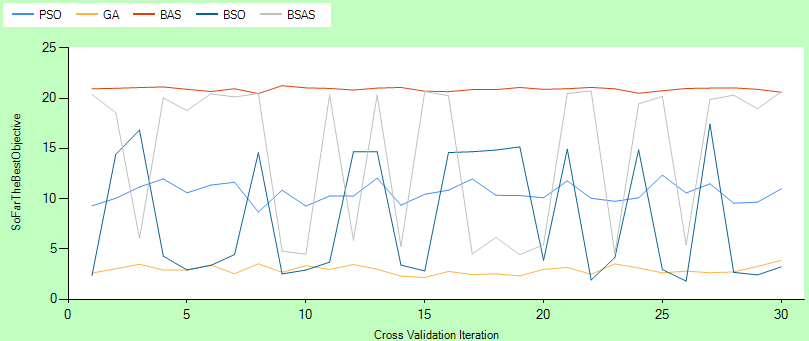 PSO GA BAS BSO BSAS
25
20
15
10
5
0
SoFarTheBestObjective
0 5 10 15 20 25 30
Cross Validation Iteration